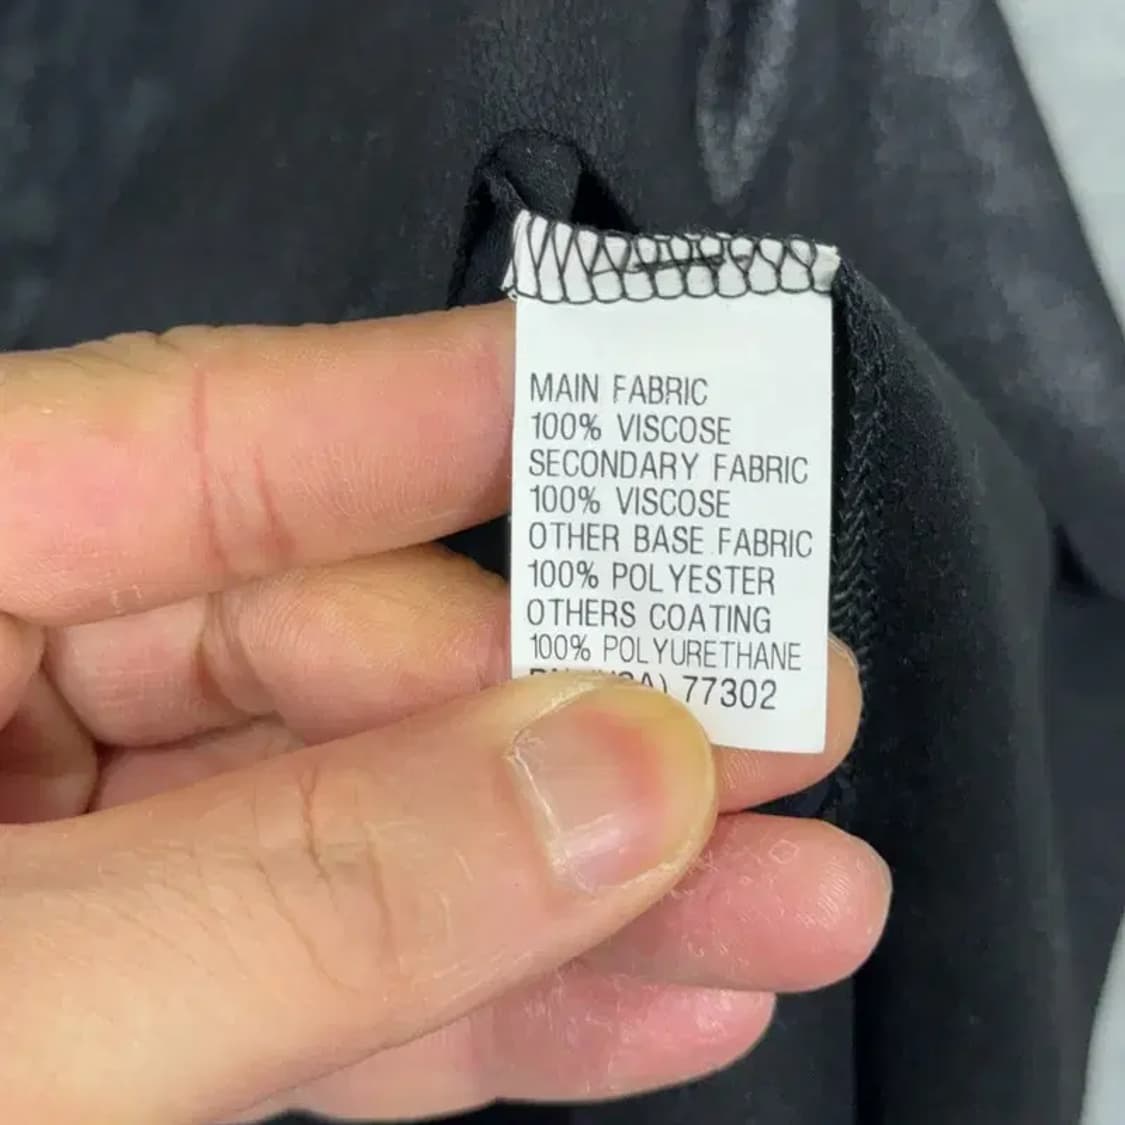 MAIN FABRIC
100% VISCOSE
SECONDARY FABRIC
100% VISCOSE
OTHER BASE FABRIC
100% POLYESTER
OTHERS COATING
100% POLYURETHANE
77302